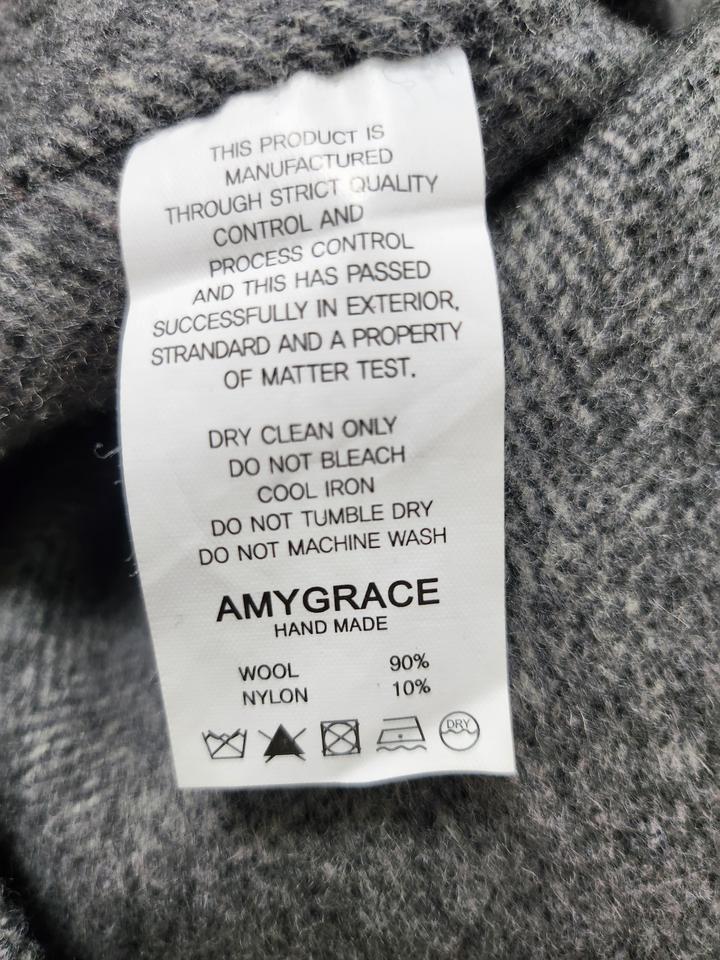 THIS PRODUCT IS
MANUFACTURED
THROUGH STRICT QUALITY
CONTROL AND
PROCESS CONTROL
AND THIS HAS PASSED
SUCCESSFULLY IN EXTERIOR,
STRANDARD AND A PROPERTY
OF MATTER TEST.
DRY CLEAN ONLY
DO NOT BLEACH
COOL IRON
DO NOT TUMBLE DRY
DO NOT MACHINE WASH
AMYGRACE
HAND MADE
WOOL 90%
NYLON 10%
DRY